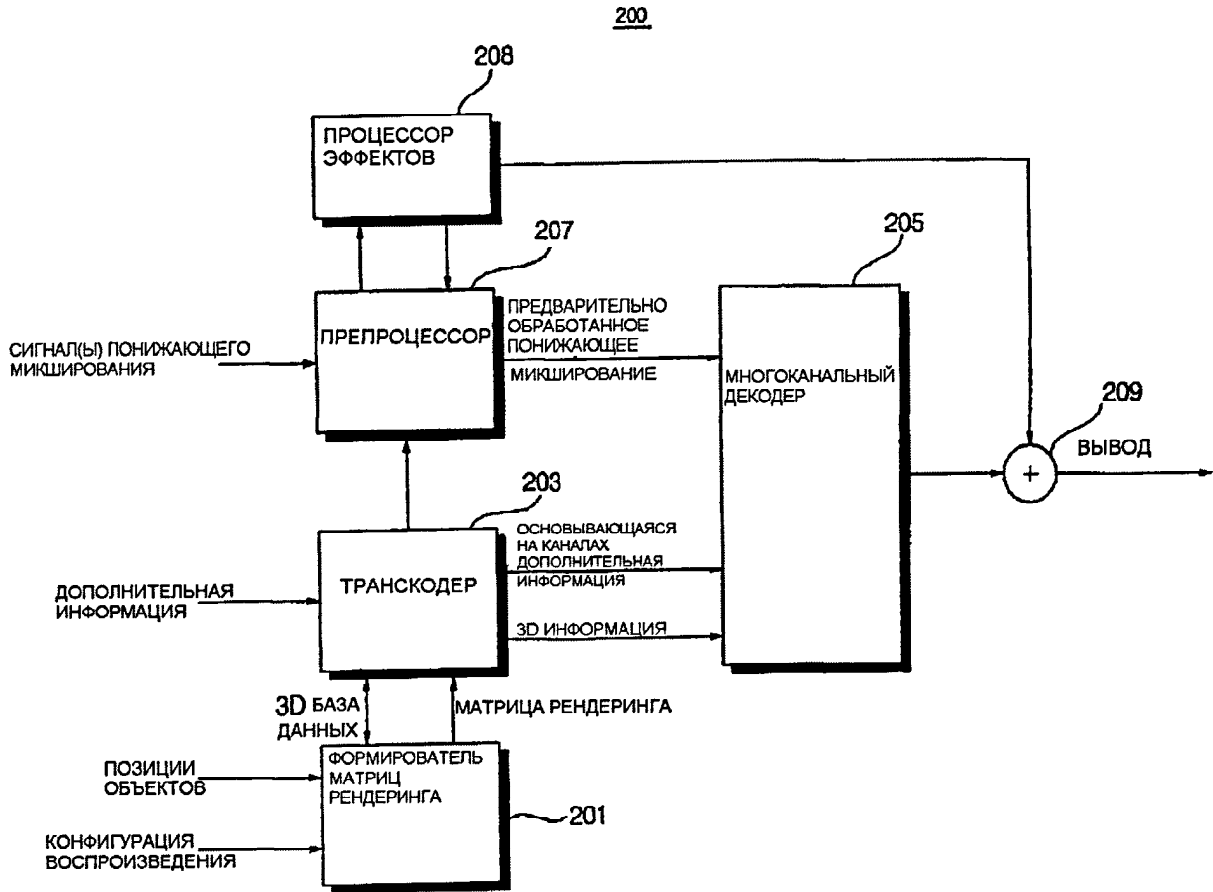 200
208
ПРОЦЕССОР
ЭФФЕКТОВ
207
205
ПРЕПРОЦЕССОР
ПРЕДВАРИТЕЛЬНО
ОБРАБОТАННОЕ
ПОНИЖАЮЩЕЕ
МИКШИРОВАНИЕ
СИГНАЛ(Ы) ПОНИЖАЮЩЕГО
МИКШИРОВАНИЯ
МНОГОКАНАЛЬНЫЙ
ДЕКОДЕР
209
ВЫВОД
+
203
ТРАНСКОДЕР
ОСНОВЫВАЮЩАЯСЯ
НА КАНАЛАХ
ДОПОЛНИТЕЛЬНАЯ
ИНФОРМАЦИЯ
ДОПОЛНИТЕЛЬНАЯ
ИНФОРМАЦИЯ
3D ИНФОРМАЦИЯ
3D БАЗА
ДАННЫХ
МАТРИЦА РЕНДЕРИНГА
ФОРМИРОВАТЕЛЬ
МАТРИЦ
РЕНДЕРИНГА
ПОЗИЦИИ
ОБЪЕКТОВ
201
КОНФИГУРАЦИЯ
ВОСПРОИЗВЕДЕНИЯ